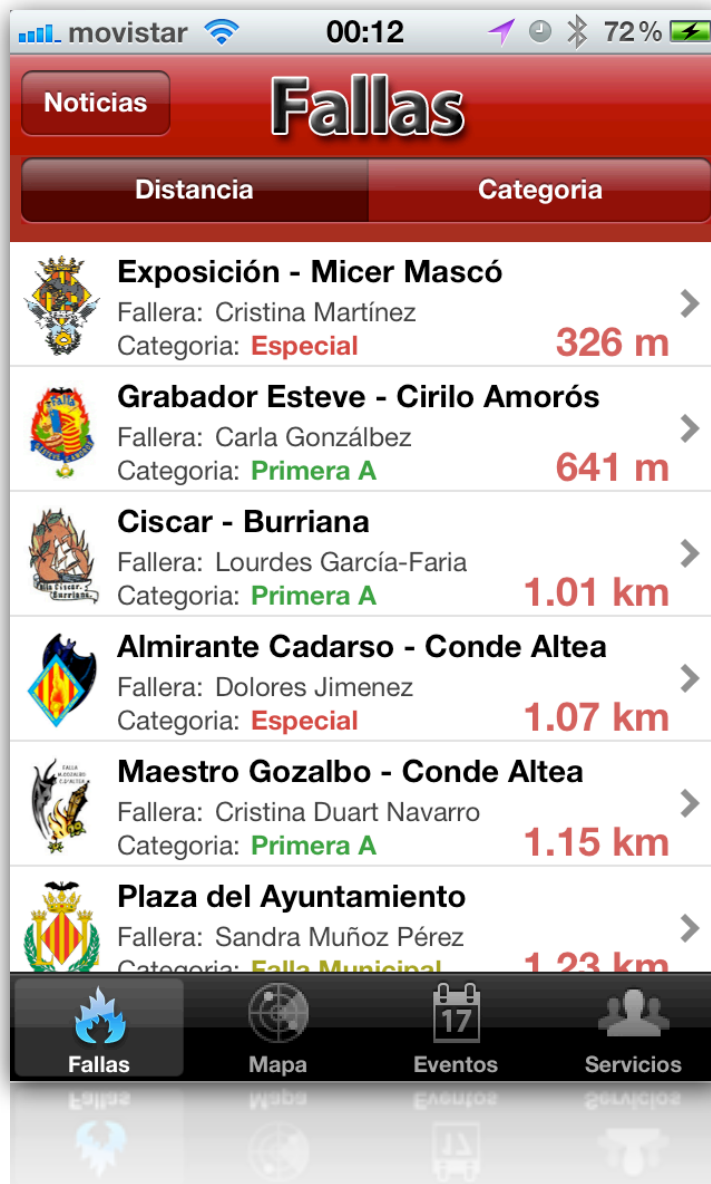 movistar 00:12 72%
Noticias
Fallas
Distancia Categoria
Exposición - Micer Mascó
Fallera: Cristina Martínez
Categoria: Especial
326 m
Grabador Esteve - Cirilo Amorós
Fallera: Carla Gonzálbez
Categoria: Primera A
641 m
Ciscar - Burriana
Fallera: Lourdes García-Faria
Categoria: Primera A
1.01 km
Almirante Cadarso - Conde Altea
Fallera: Dolores Jimenez
Categoria: Especial
1.07 km
Maestro Gozalbo - Conde Altea
Fallera: Cristina Duart Navarro
Categoria: Primera A
1.15 km
Plaza del Ayuntamiento
Fallera: Sandra Muñoz Pérez
Categoria: Falla Municipal
1.23 km
17
Fallas Mapa Eventos Servicios